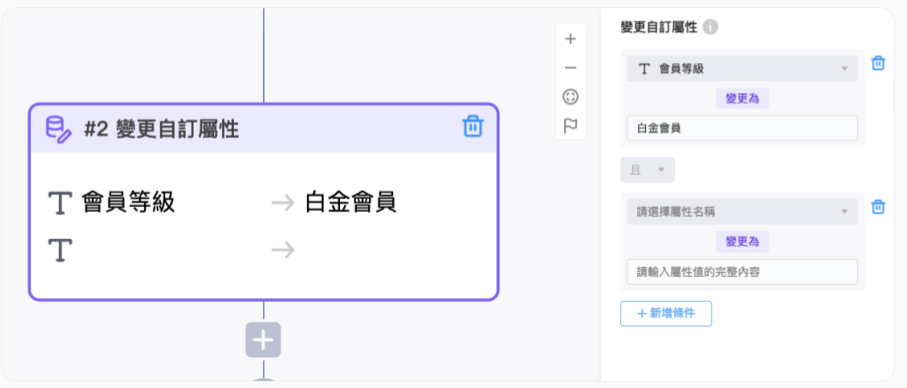 #2 變更自訂屬性
T 會員等級 → 白金會員
T →
變更自訂屬性
T 會員等級
變更為
白金會員
且
請選擇屬性名稱
變更為
請輸入屬性值的完整內容
+ 新增條件